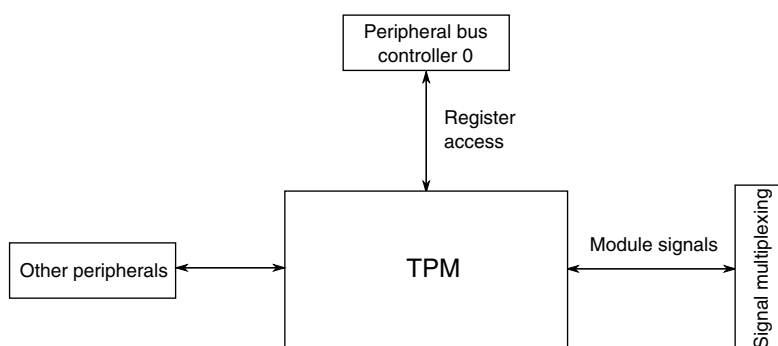 Peripheral bus
controller 0
Register
access
Other peripherals
TPM
Module signals
Signal multiplexing